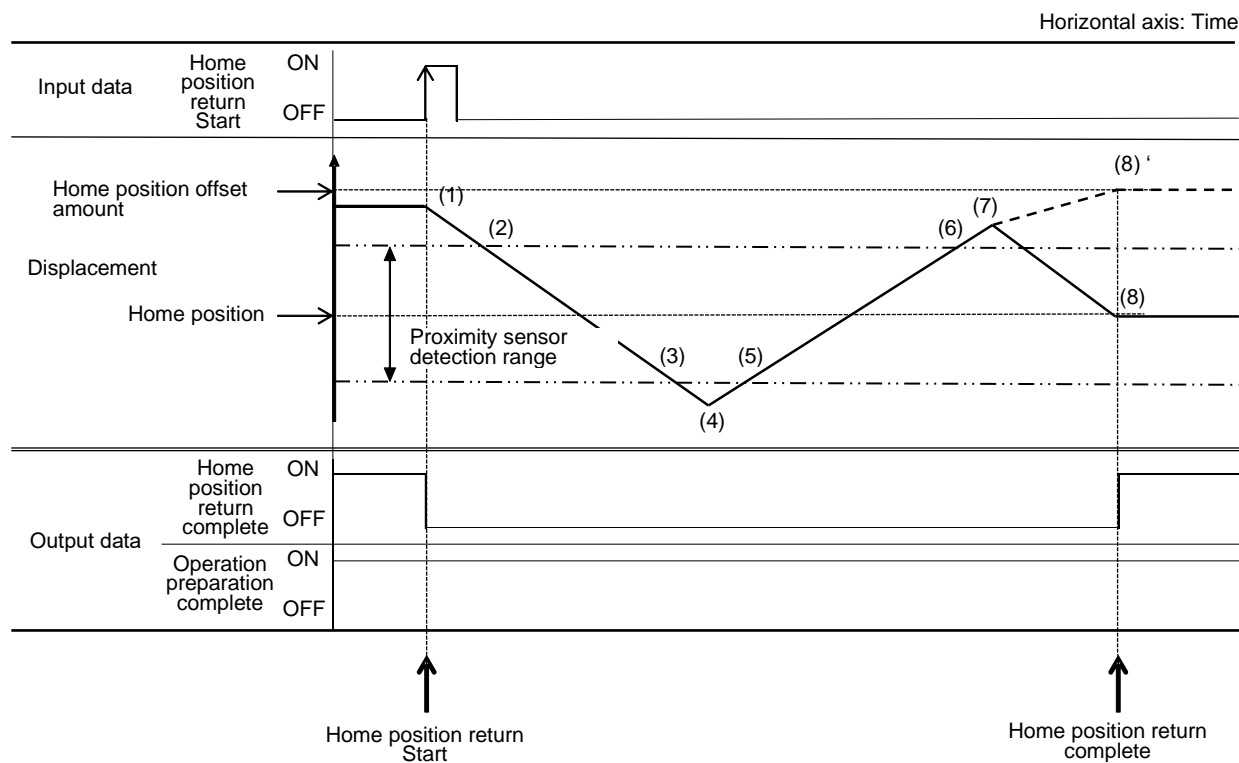 Horizontal axis: Time
Input data
Home
position
return
Start
ON
OFF
Home position offset
amount
Displacement
Home position
Proximity sensor
detection range
(1)
(2)
(3)
(4)
(5)
(6)
(7)
(8) ‘
(8)
Output data
Home
position
return
complete
ON
OFF
Operation
preparation
complete
ON
OFF
Home position return
Start
Home position return
complete